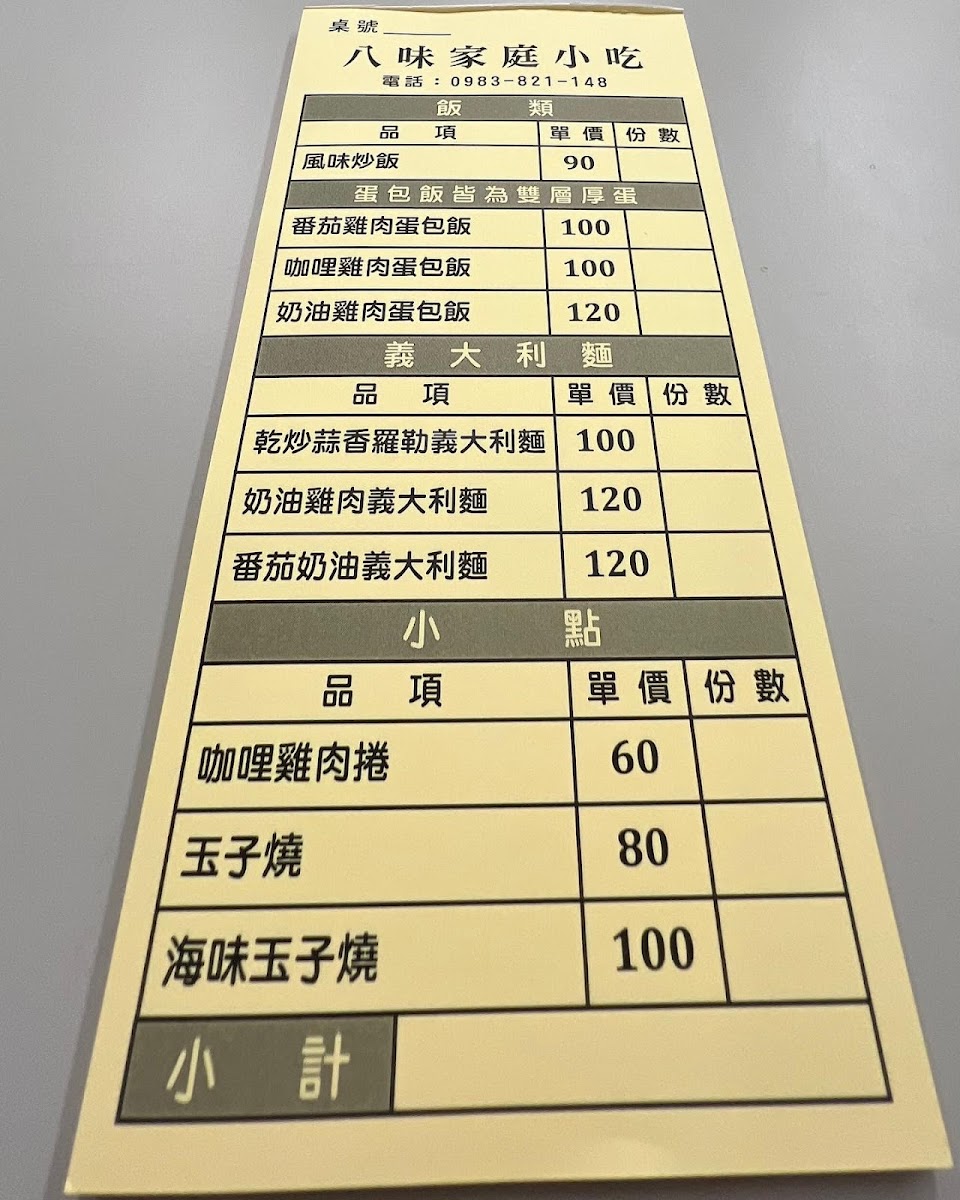 桌號______
八味家庭小吃
電話：0983-821-148
飯類
品項 單價 份數
風味炒飯 90
蛋包飯皆為雙層厚蛋
番茄雞肉蛋包飯 100
咖哩雞肉蛋包飯 100
奶油雞肉蛋包飯 120
義大利麵
品項 單價 份數
乾炒蒜香羅勒義大利麵 100
奶油雞肉義大利麵 120
番茄奶油義大利麵 120
小點
品項 單價 份數
咖哩雞肉捲 60
玉子燒 80
海味玉子燒 100
小計